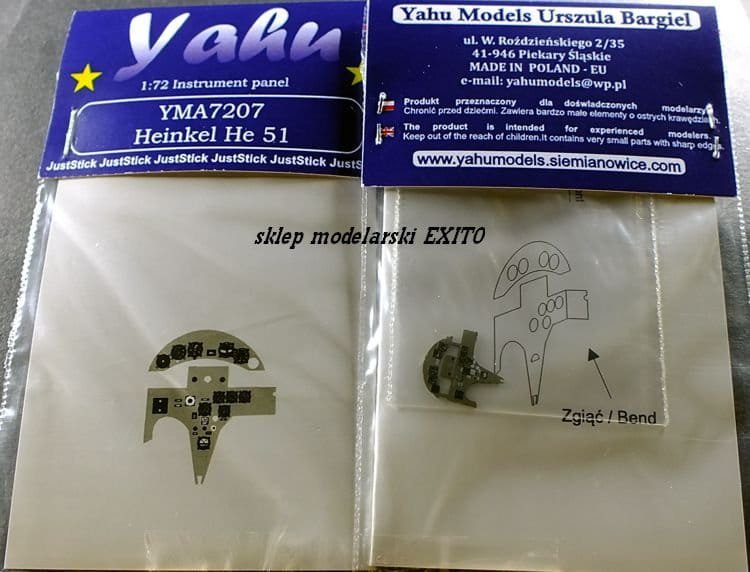 Yahu
1:72 Instrument panel
YMA7207
Heinkel He 51
JustStick JustStick JustStick JustStick JustStick JustStick
Yahu Models Urszula Bargiel
ul. W. Roździeńskiego 2/35
41-946 Piekary Śląskie
MADE IN POLAND - EU
e-mail: yahumodels@wp.pl
Produkt przeznaczony dla doświadczonych modelarzy.
Chronić przed dziećmi. Zawiera bardzo małe elementy o ostrych krawędziach.
The product is intended for experienced modelers.
Keep out of the reach of children.It contains very small parts with sharp edges.
www.yahumodels.siemianowice.com
sklep modelarski EXITO
Zgiąć / Bend